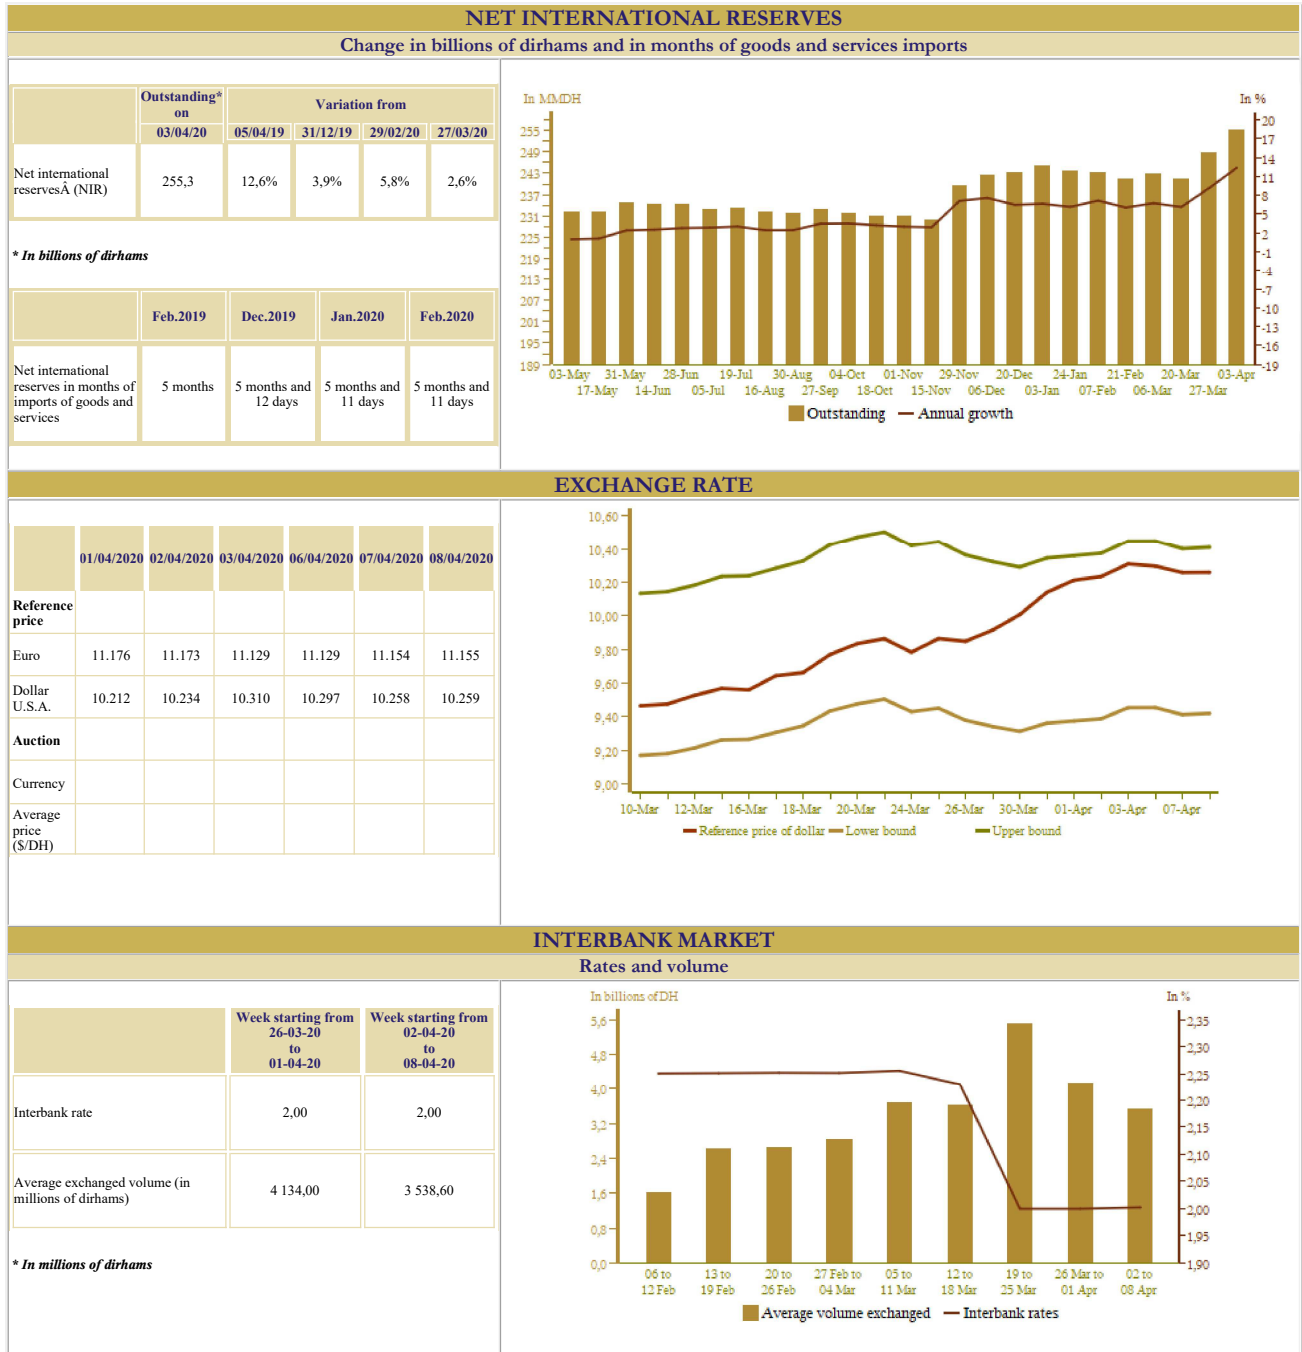 NET INTERNATIONAL RESERVES
Change in billions of dirhams and in months of goods and services imports
Outstanding*
on
Variation from
03/04/20 05/04/19 31/12/19 29/02/20 27/03/20
Net international
reservesÂ (NIR)
255,3 12,6% 3,9% 5,8% 2,6%
* In billions of dirhams
Feb.2019 Dec.2019 Jan.2020 Feb.2020
Net international
reserves in months of
imports of goods and
services
5 months
5 months and
12 days
5 months and
11 days
5 months and
11 days
In MMDH
In %
255
249
243
237
231
225
219
213
207
201
195
189
20
17
14
11
8
5
2
-1
-4
-7
-10
-13
-16
-19
03-May 31-May 28-Jun 19-Jul 30-Aug 04-Oct 01-Nov 29-Nov 20-Dec 24-Jan 21-Feb 20-Mar 03-Apr
17-May 14-Jun 05-Jul 16-Aug 27-Sep 18-Oct 15-Nov 06-Dec 03-Jan 07-Feb 06-Mar 27-Mar
Outstanding Annual growth
EXCHANGE RATE
01/04/2020 02/04/2020 03/04/2020 06/04/2020 07/04/2020 08/04/2020
Reference
price
Euro 11.176 11.173 11.129 11.129 11.154 11.155
Dollar
U.S.A.
10.212 10.234 10.310 10.297 10.258 10.259
Auction
Currency
Average
price
($/DH)
10,60
10,40
10,20
10,00
9,80
9,60
9,40
9,20
9,00
10-Mar 12-Mar 16-Mar 18-Mar 20-Mar 24-Mar 26-Mar 30-Mar 01-Apr 03-Apr 07-Apr
Reference price of dollar Lower bound Upper bound
INTERBANK MARKET
Rates and volume
Week starting from
26-03-20
to
01-04-20
Week starting from
02-04-20
to
08-04-20
Interbank rate 2,00 2,00
Average exchanged volume (in
millions of dirhams)
4 134,00 3 538,60
* In millions of dirhams
In billions of DH
In %
5,6
4,8
4,0
3,2
2,4
1,6
0,8
0,0
2,35
2,30
2,25
2,20
2,15
2,10
2,05
2,00
1,95
1,90
06 to 13 to 20 to 27 Feb to 05 to 12 to 19 to 26 Mar to 02 to
12 Feb 19 Feb 26 Feb 04 Mar 11 Mar 18 Mar 25 Mar 01 Apr 08 Apr
Average volume exchanged Interbank rates